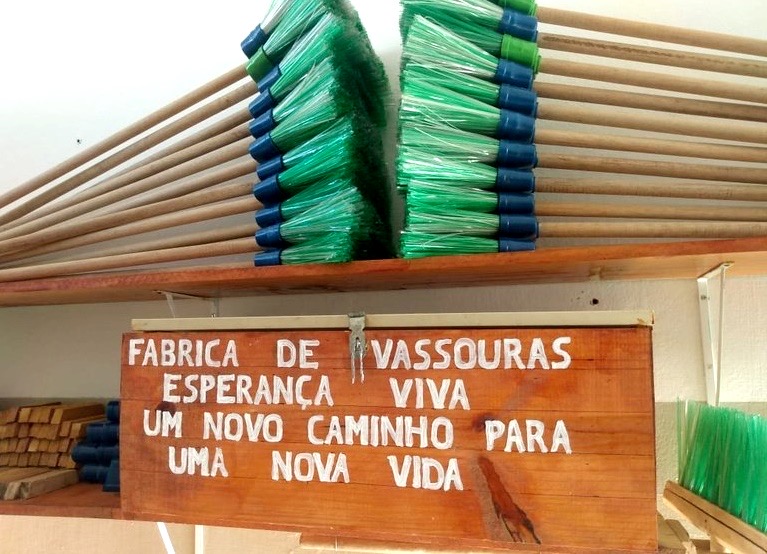 FABRICA DE VASSOURAS
ESPERANÇA VIVA
UM NOVO CAMINHO PARA
UMA NOVA VIDA